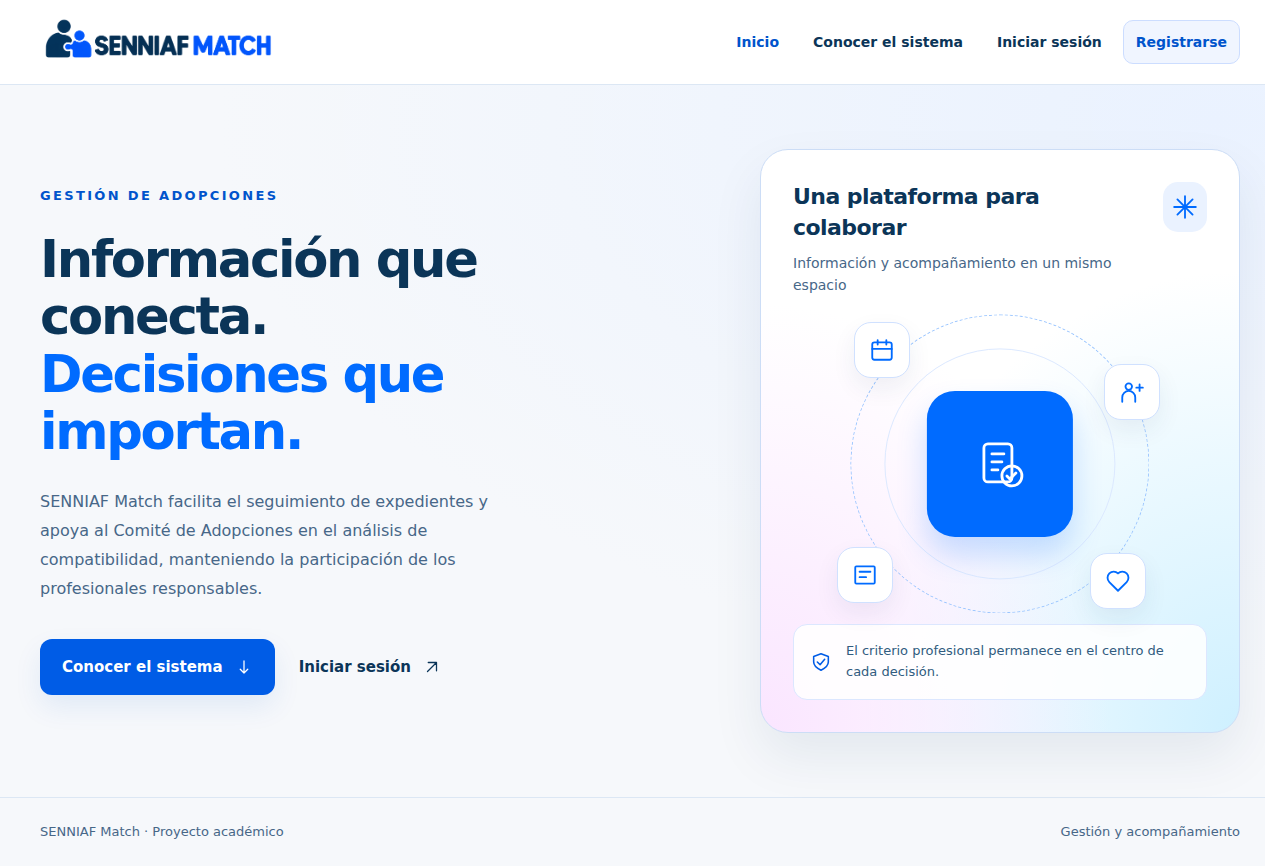 SENNIAF MATCH
Inicio
Conocer el sistema
Iniciar sesión
Registrarse
GESTIÓN DE ADOPCIONES
Información que
conecta.
Decisiones que
importan.
SENNIAF Match facilita el seguimiento de expedientes y
apoya al Comité de Adopciones en el análisis de
compatibilidad, manteniendo la participación de los
profesionales responsables.
Conocer el sistema
Iniciar sesión
Una plataforma para
colaborar
Información y acompañamiento en un mismo
espacio
El criterio profesional permanece en el centro de
cada decisión.
SENNIAF Match · Proyecto académico
Gestión y acompañamiento